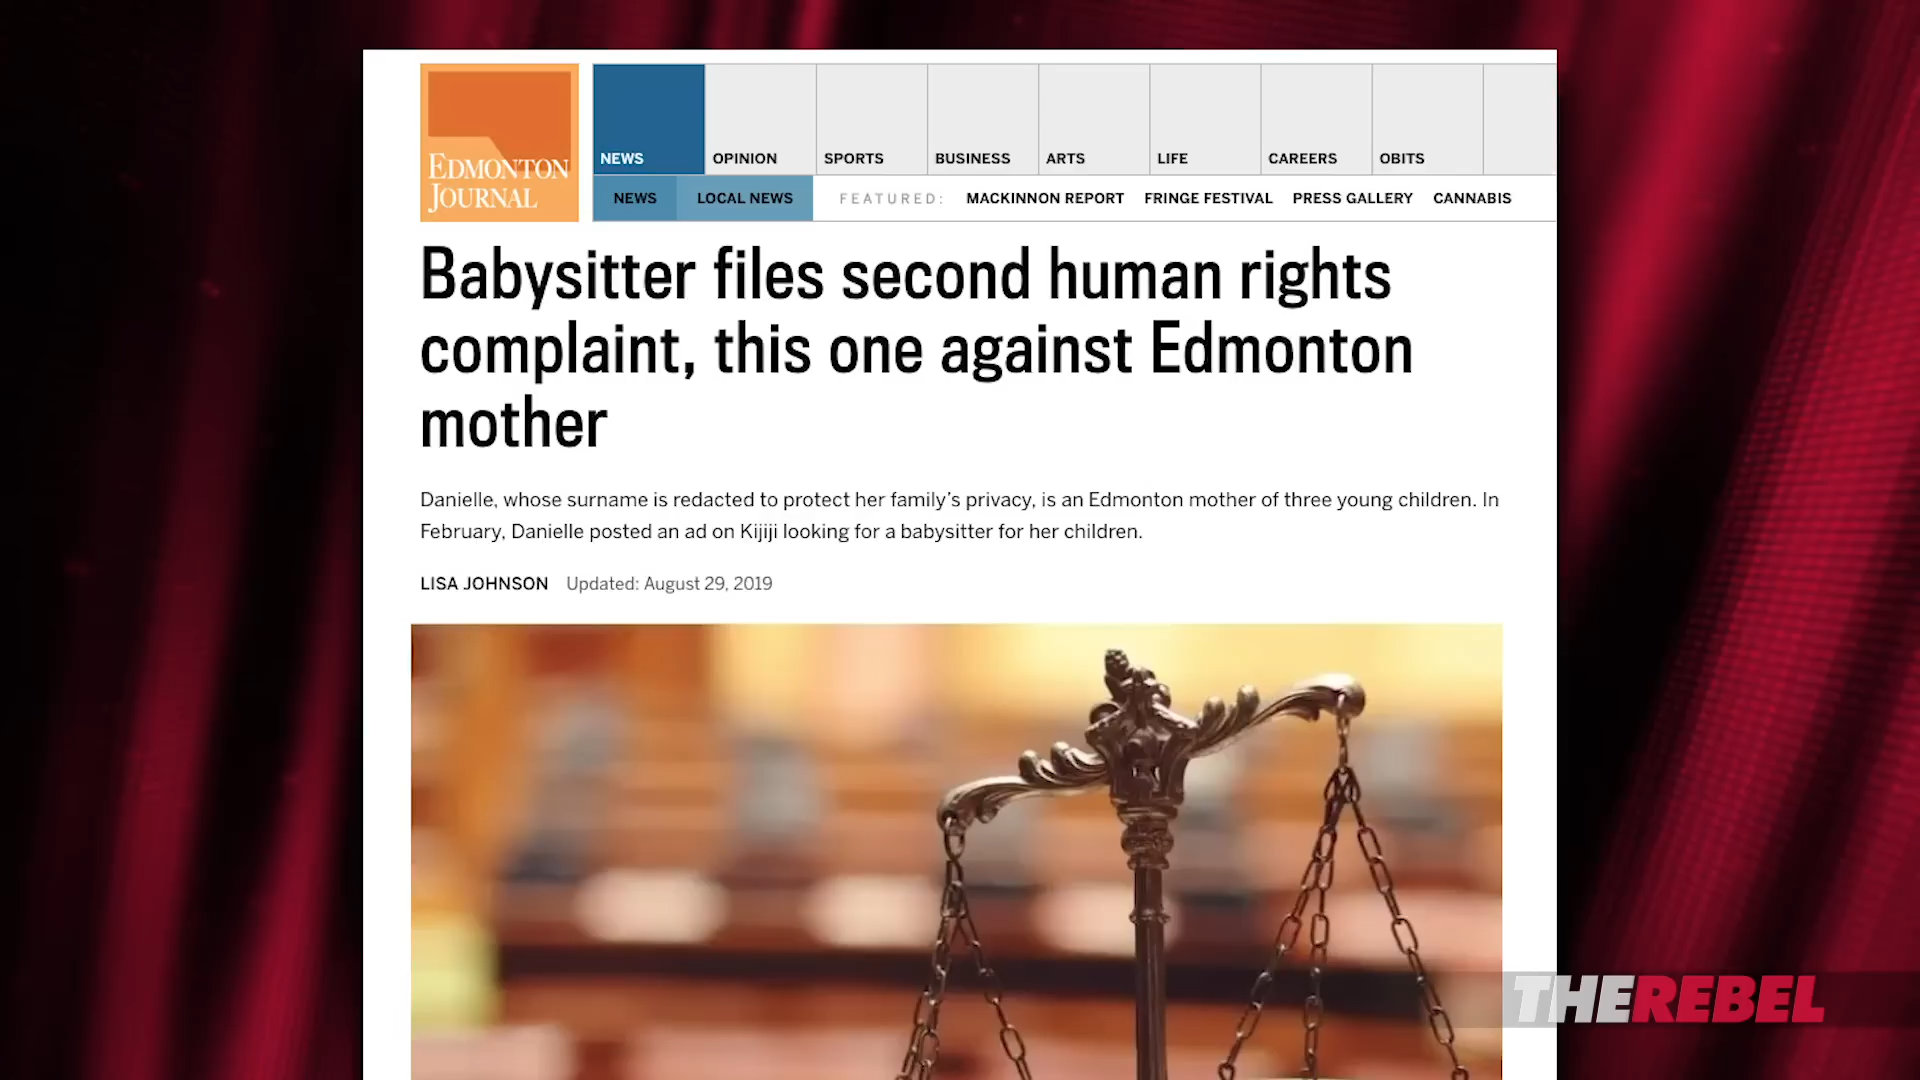 EDMONTON
JOURNAL
NEWS
OPINION
SPORTS
BUSINESS
ARTS
LIFE
CAREERS
OBITS
NEWS
LOCAL NEWS
FEATURED:
MACKINNON REPORT
FRINGE FESTIVAL
PRESS GALLERY
CANNABIS
Babysitter files second human rights
complaint, this one against Edmonton
mother
Danielle, whose surname is redacted to protect her family's privacy, is an Edmonton mother of three young children. In
February, Danielle posted an ad on Kijiji looking for a babysitter for her children.
LISA JOHNSON Updated: August 29, 2019
THE REBEL